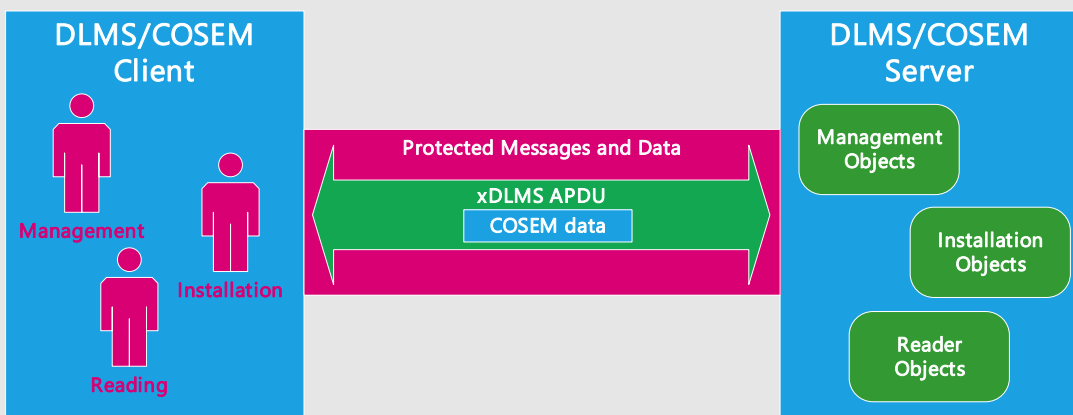 DLMS/COSEM
Client
Management
Installation
Reading
Protected Messages and Data
xDLMS APDU
COSEM data
DLMS/COSEM
Server
Management
Objects
Installation
Objects
Reader
Objects